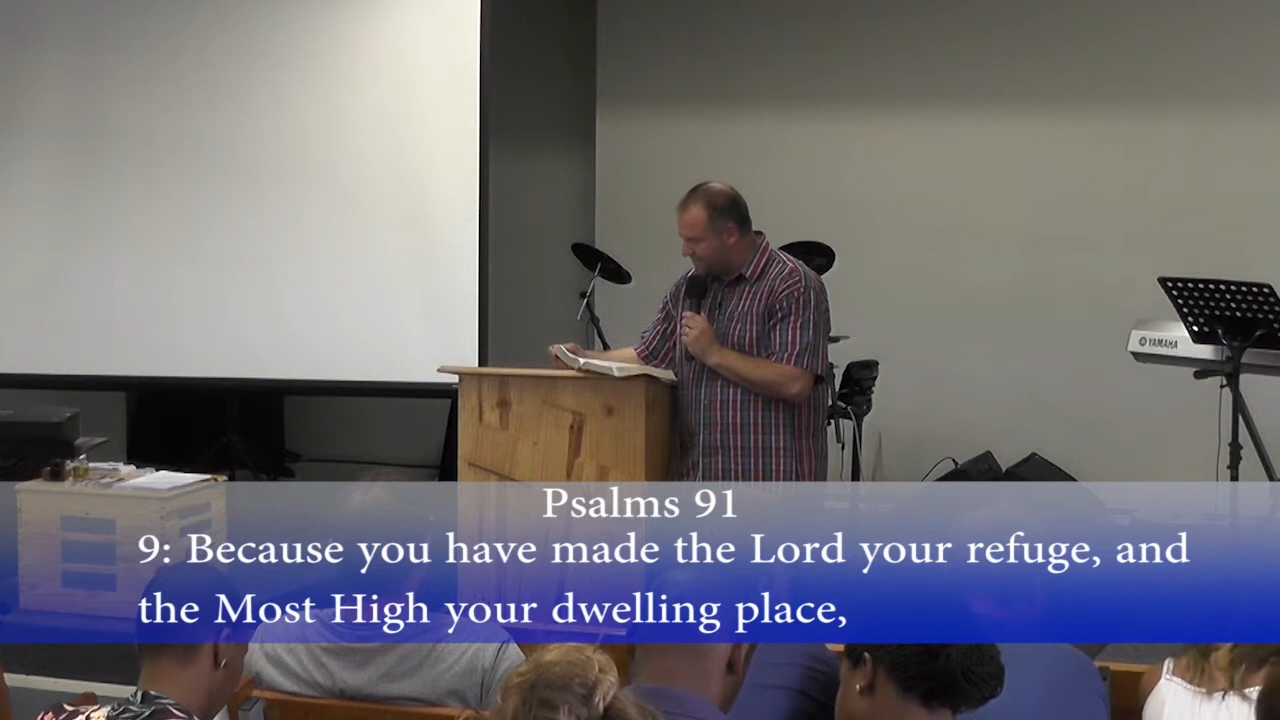 YAMAHA
Psalms 91
9: Because you have made the Lord your refuge, and
the Most High your dwelling place,